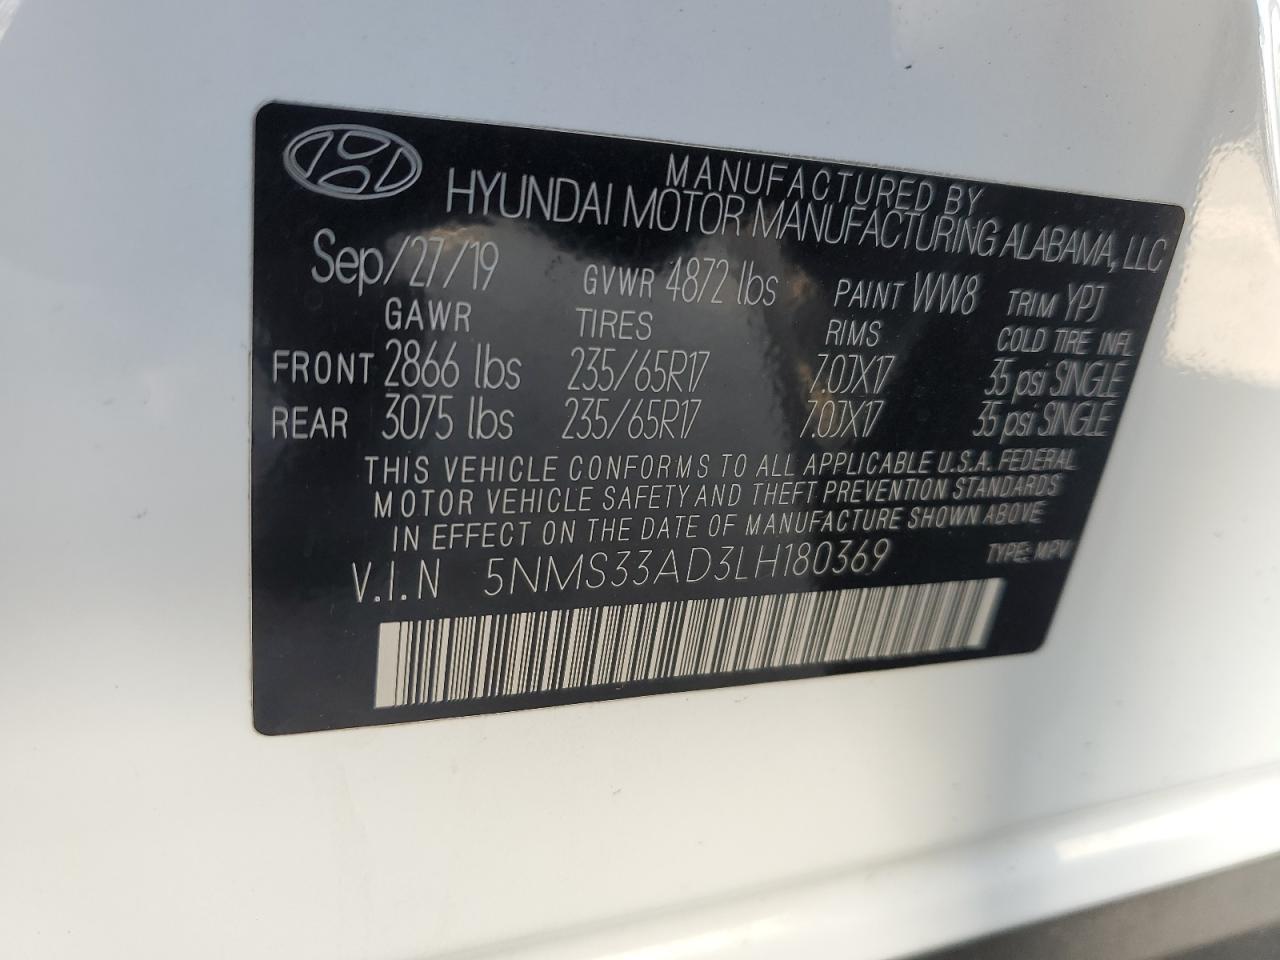 MANUFACTURED BY
HYUNDAI MOTOR MANUFACTURING ALABAMA, LLC
Sep/27/19 GVWR 4872 lbs PAINT WW8 TRIM YPJ
GAWR TIRES RIMS COLD TIRE INFL
FRONT 2866 lbs 235/65R17 7.0JX17 35 psi SINGLE
REAR 3075 lbs 235/65R17 7.0JX17 35 psi SINGLE
THIS VEHICLE CONFORMS TO ALL APPLICABLE U.S.A. FEDERAL
MOTOR VEHICLE SAFETY AND THEFT PREVENTION STANDARDS
IN EFFECT ON THE DATE OF MANUFACTURE SHOWN ABOVE
V.I.N 5NMS33AD3LH180369 TYPE: MPV